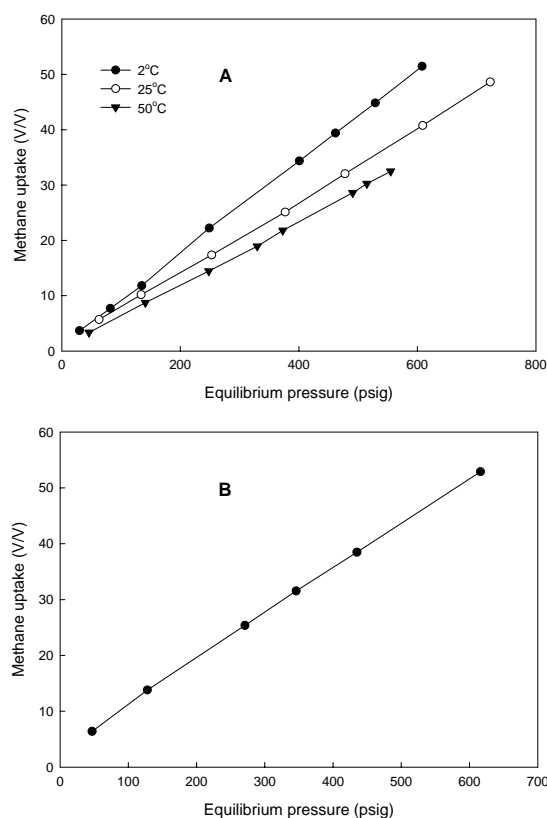 60
50
40
30
20
10
0
Methane uptake (V/V)
A
2°C
25°C
50°C
0 200 400 600 800
Equilibrium pressure (psig)
60
50
40
30
20
10
0
Methane uptake (V/V)
B
0 100 200 300 400 500 600 700
Equilibrium pressure (psig)